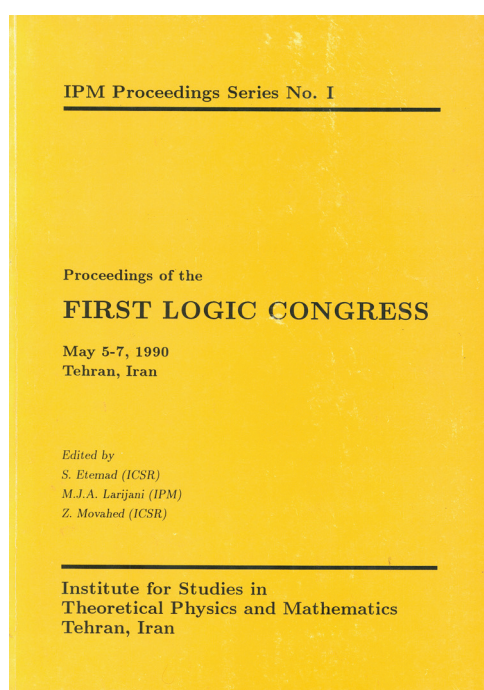 IPM Proceedings Series No. I
Proceedings of the
FIRST LOGIC CONGRESS
May 5-7, 1990
Tehran, Iran
Edited by
S. Etemad (ICSR)
M.J.A. Larijani (IPM)
Z. Movahed (ICSR)
Institute for Studies in
Theoretical Physics and Mathematics
Tehran, Iran